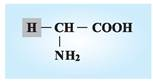 H – CH – COOH
NH₂